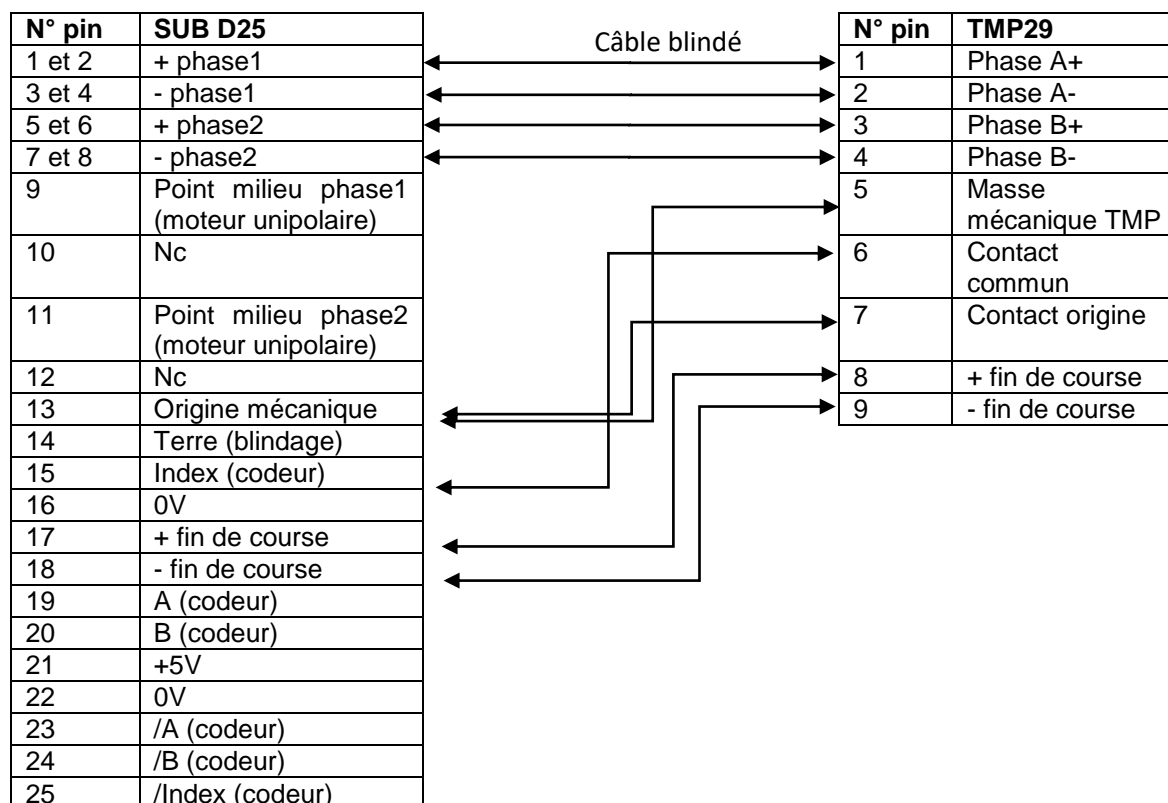 N° pin SUB D25
1 et 2 + phase1
3 et 4 - phase1
5 et 6 + phase2
7 et 8 - phase2
9 Point milieu phase1
(moteur unipolaire)
10 Nc
11 Point milieu phase2
(moteur unipolaire)
12 Nc
13 Origine mécanique
14 Terre (blindage)
15 Index (codeur)
16 0V
17 + fin de course
18 - fin de course
19 A (codeur)
20 B (codeur)
21 +5V
22 0V
23 /A (codeur)
24 /B (codeur)
25 /Index (codeur)
Câble blindé
N° pin TMP29
1 Phase A+
2 Phase A-
3 Phase B+
4 Phase B-
5 Masse
mécanique TMP
6 Contact
commun
7 Contact origine
8 + fin de course
9 - fin de course